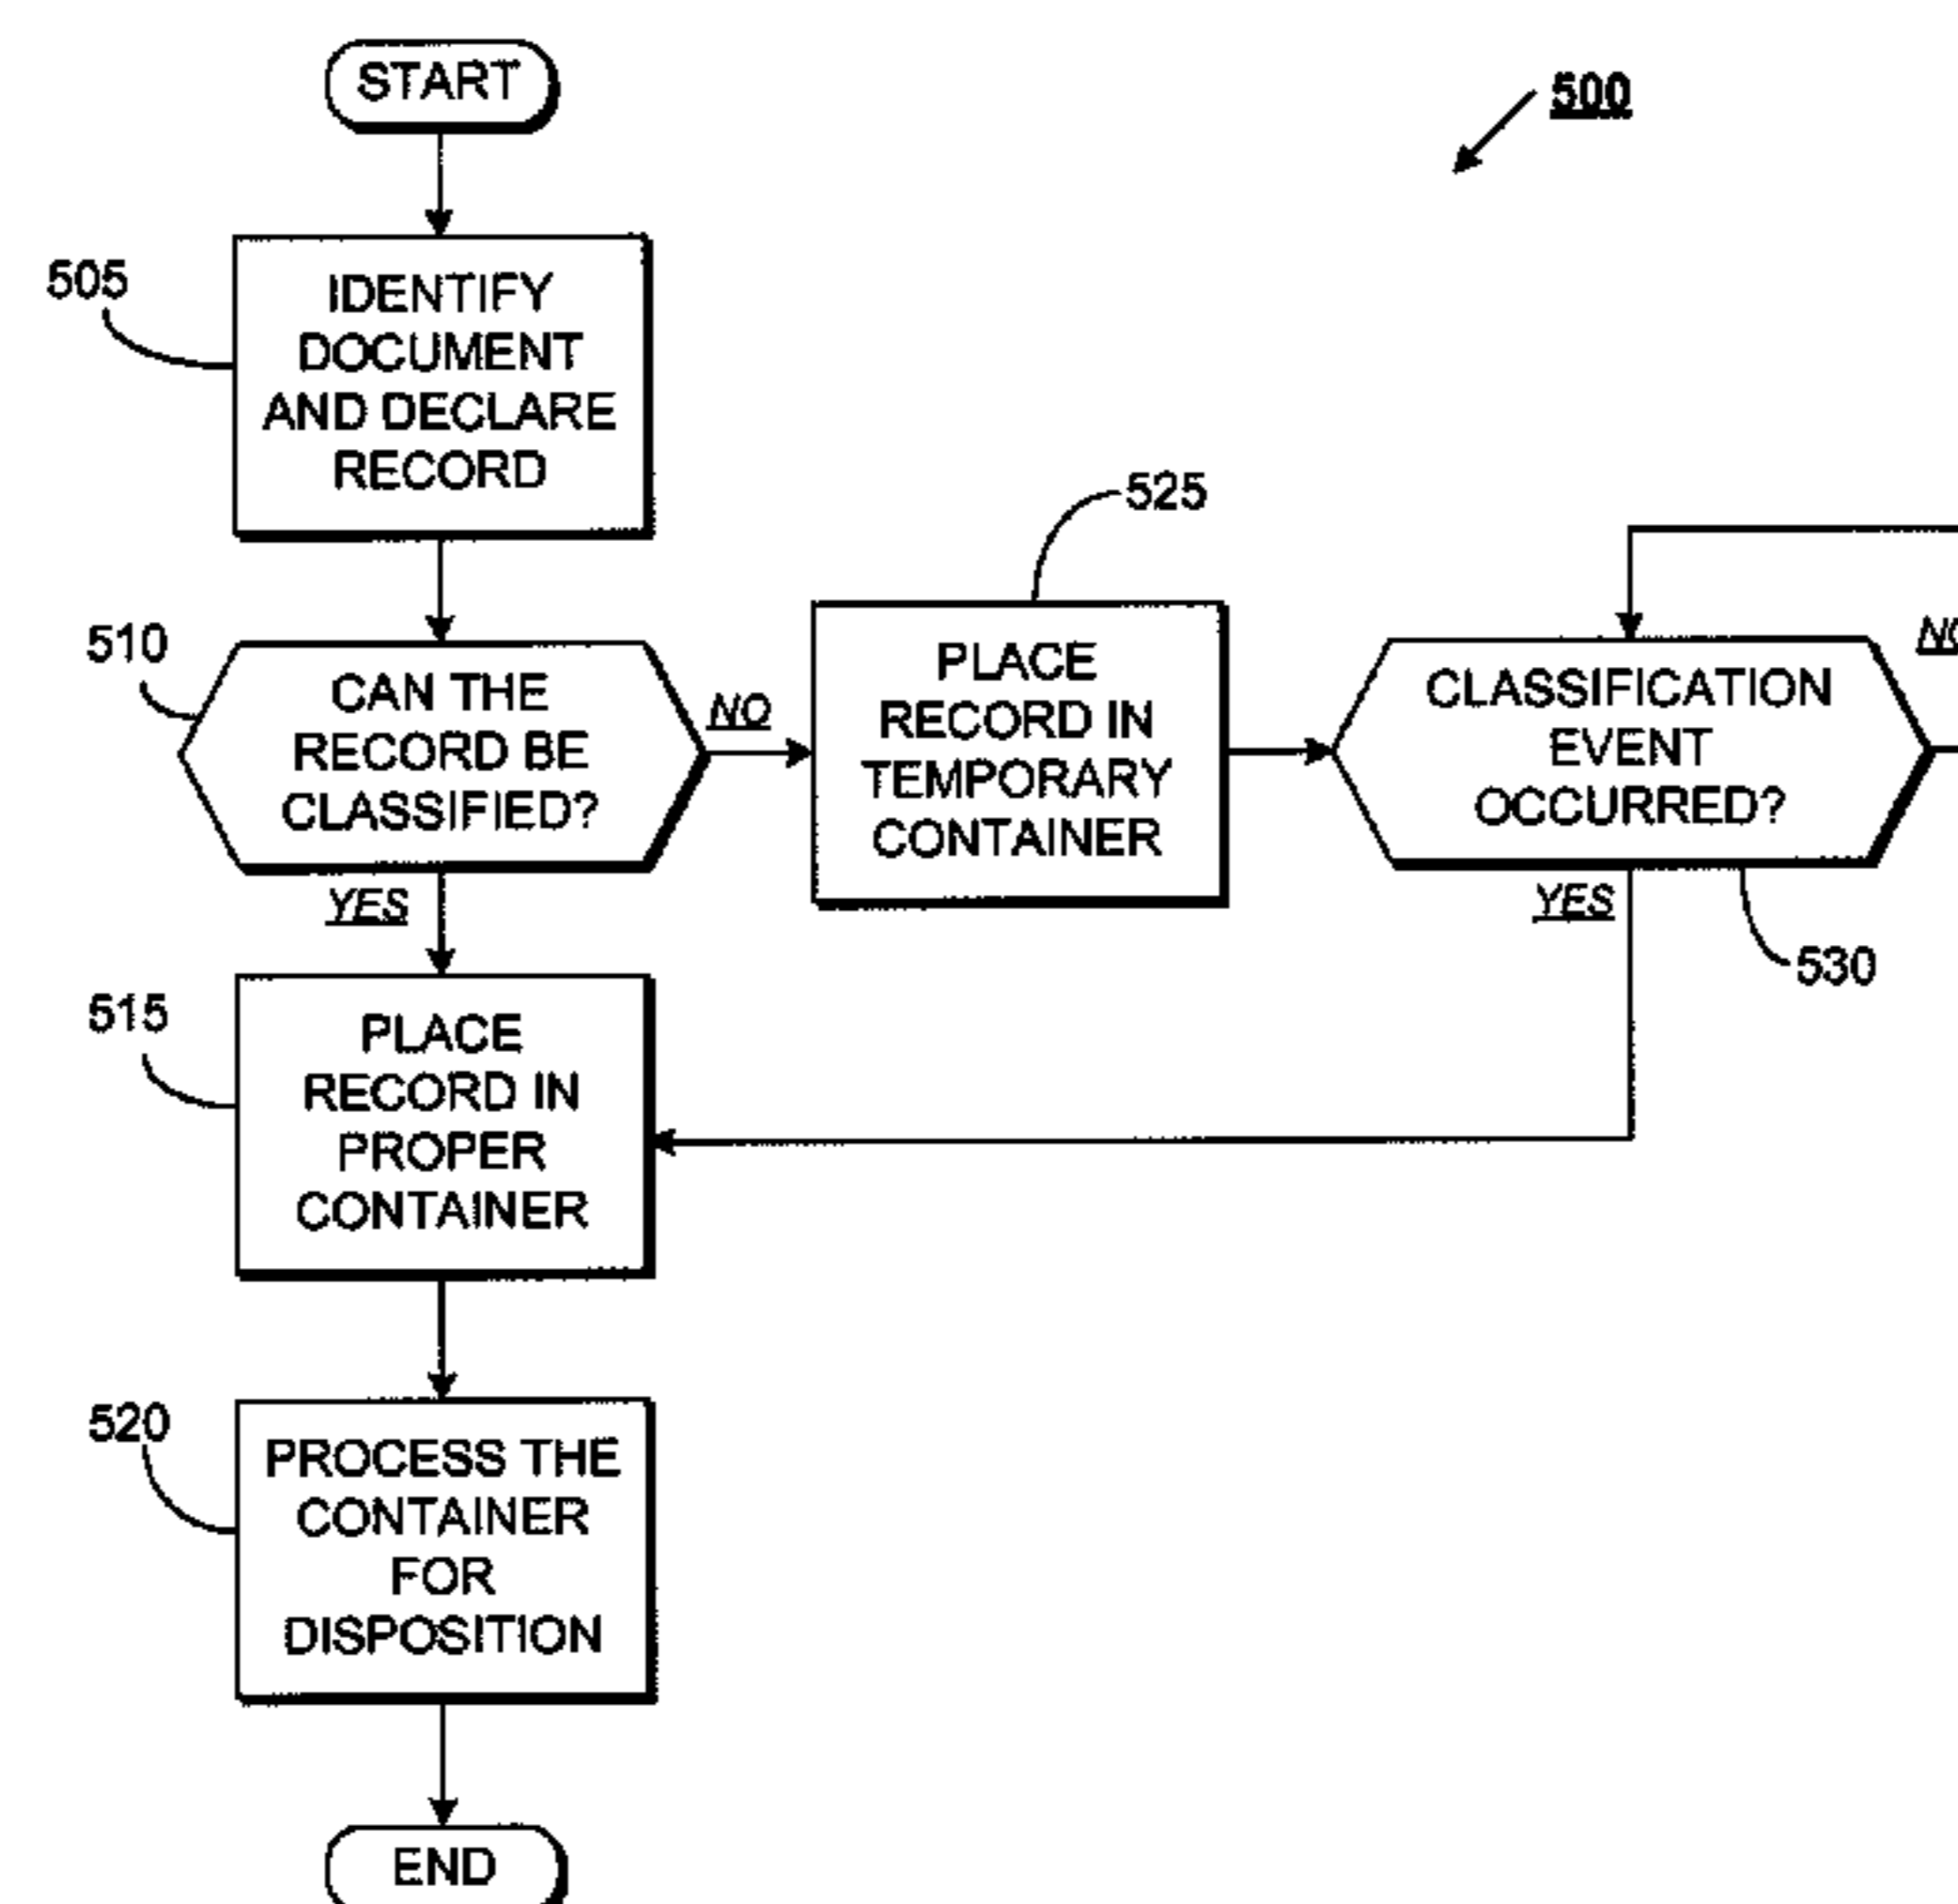 START
500
505
IDENTIFY
DOCUMENT
AND DECLARE
RECORD
525
510
CAN THE
RECORD BE
CLASSIFIED?
NO
PLACE
RECORD IN
TEMPORARY
CONTAINER
CLASSIFICATION
EVENT
OCCURRED?
YES
YES
530
515
PLACE
RECORD IN
PROPER
CONTAINER
520
PROCESS THE
CONTAINER
FOR
DISPOSITION
END